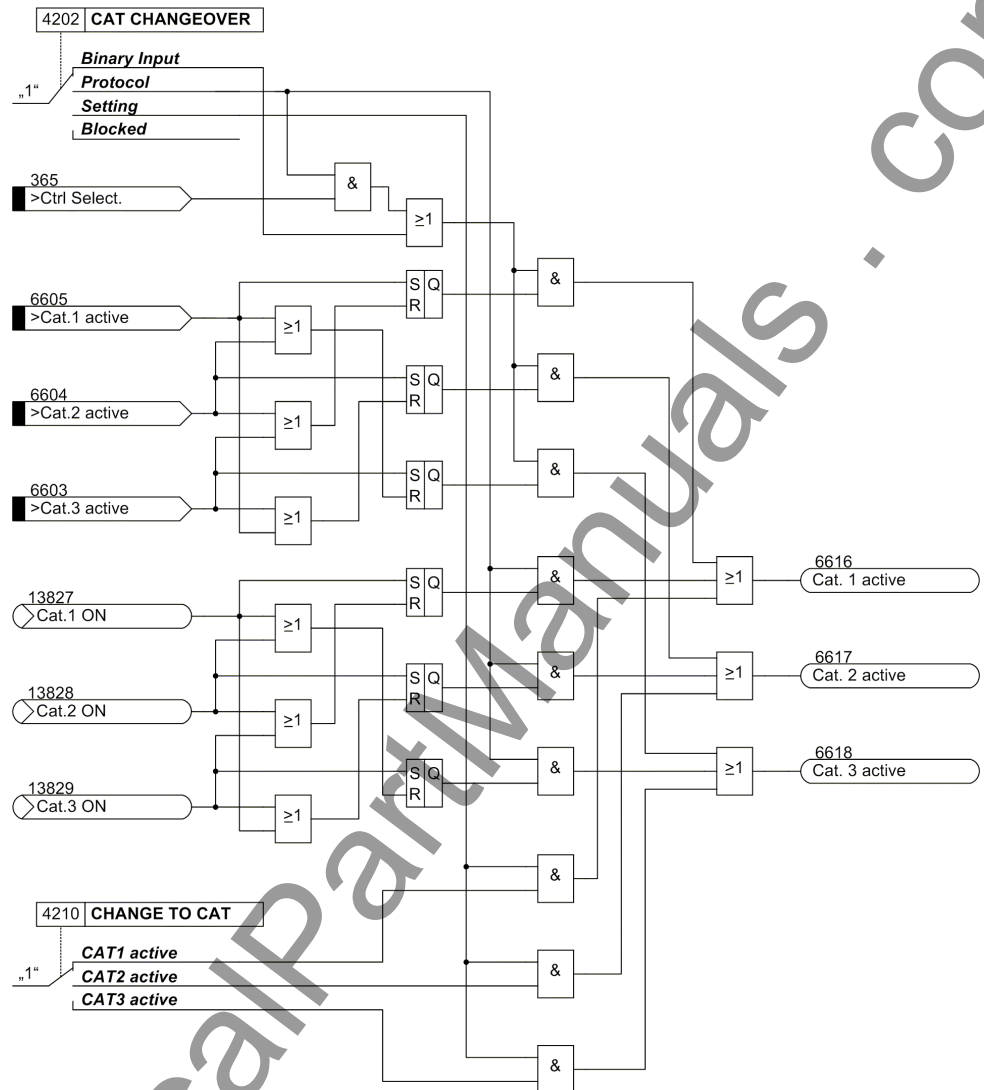 4202 CAT CHANGEOVER
Binary Input
„1“
Protocol
Setting
Blocked
365
>Ctrl Select.
&
≥1
&
6605
>Cat.1 active
≥1
S Q
R
6604
>Cat.2 active
≥1
S Q
R
&
6603
>Cat.3 active
≥1
S Q
R
&
13827
Cat.1 ON
≥1
S Q
R
&
≥1
6616
Cat. 1 active
13828
Cat.2 ON
≥1
S Q
R
&
≥1
6617
Cat. 2 active
13829
Cat.3 ON
≥1
S Q
R
&
≥1
6618
Cat. 3 active
&
4210 CHANGE TO CAT
CAT1 active
„1“
CAT2 active
&
CAT3 active
&